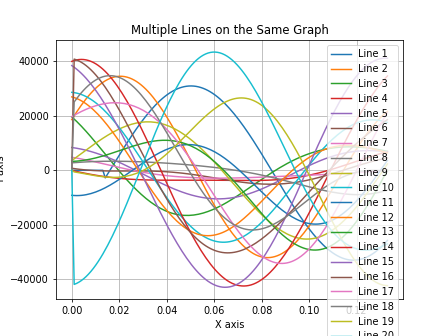 Multiple Lines on the Same Graph
40000
20000
0
−20000
−40000
0.00
0.02
0.04
0.06
0.08
0.10
X axis
Line 1
Line 2
Line 3
Line 4
Line 5
Line 6
Line 7
Line 8
Line 9
Line 10
Line 11
Line 12
Line 13
Line 14
Line 15
Line 16
Line 17
Line 18
Line 19
Line 20